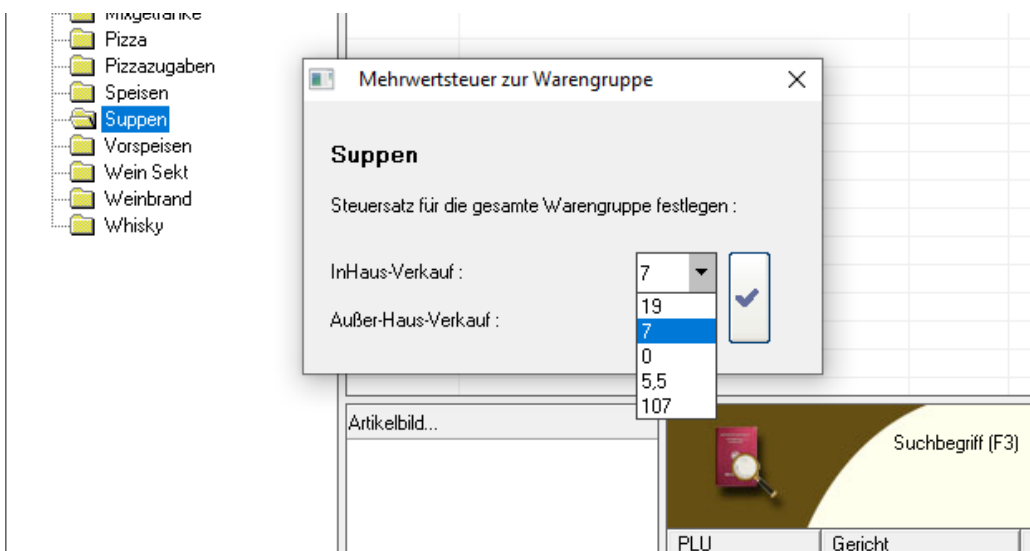 Mixgetränke
Pizza
Pizzazugaben
Speisen
Suppen
Vorspeisen
Wein Sekt
Weinbrand
Whisky
Mehrwertsteuer zur Warengruppe
Suppen
Steuersatz für die gesamte Warengruppe festlegen :
InHaus-Verkauf : 7
Außer-Haus-Verkauf :
19
7
0
5,5
107
Artikelbild...
Suchbegriff (F3)
PLU Gericht